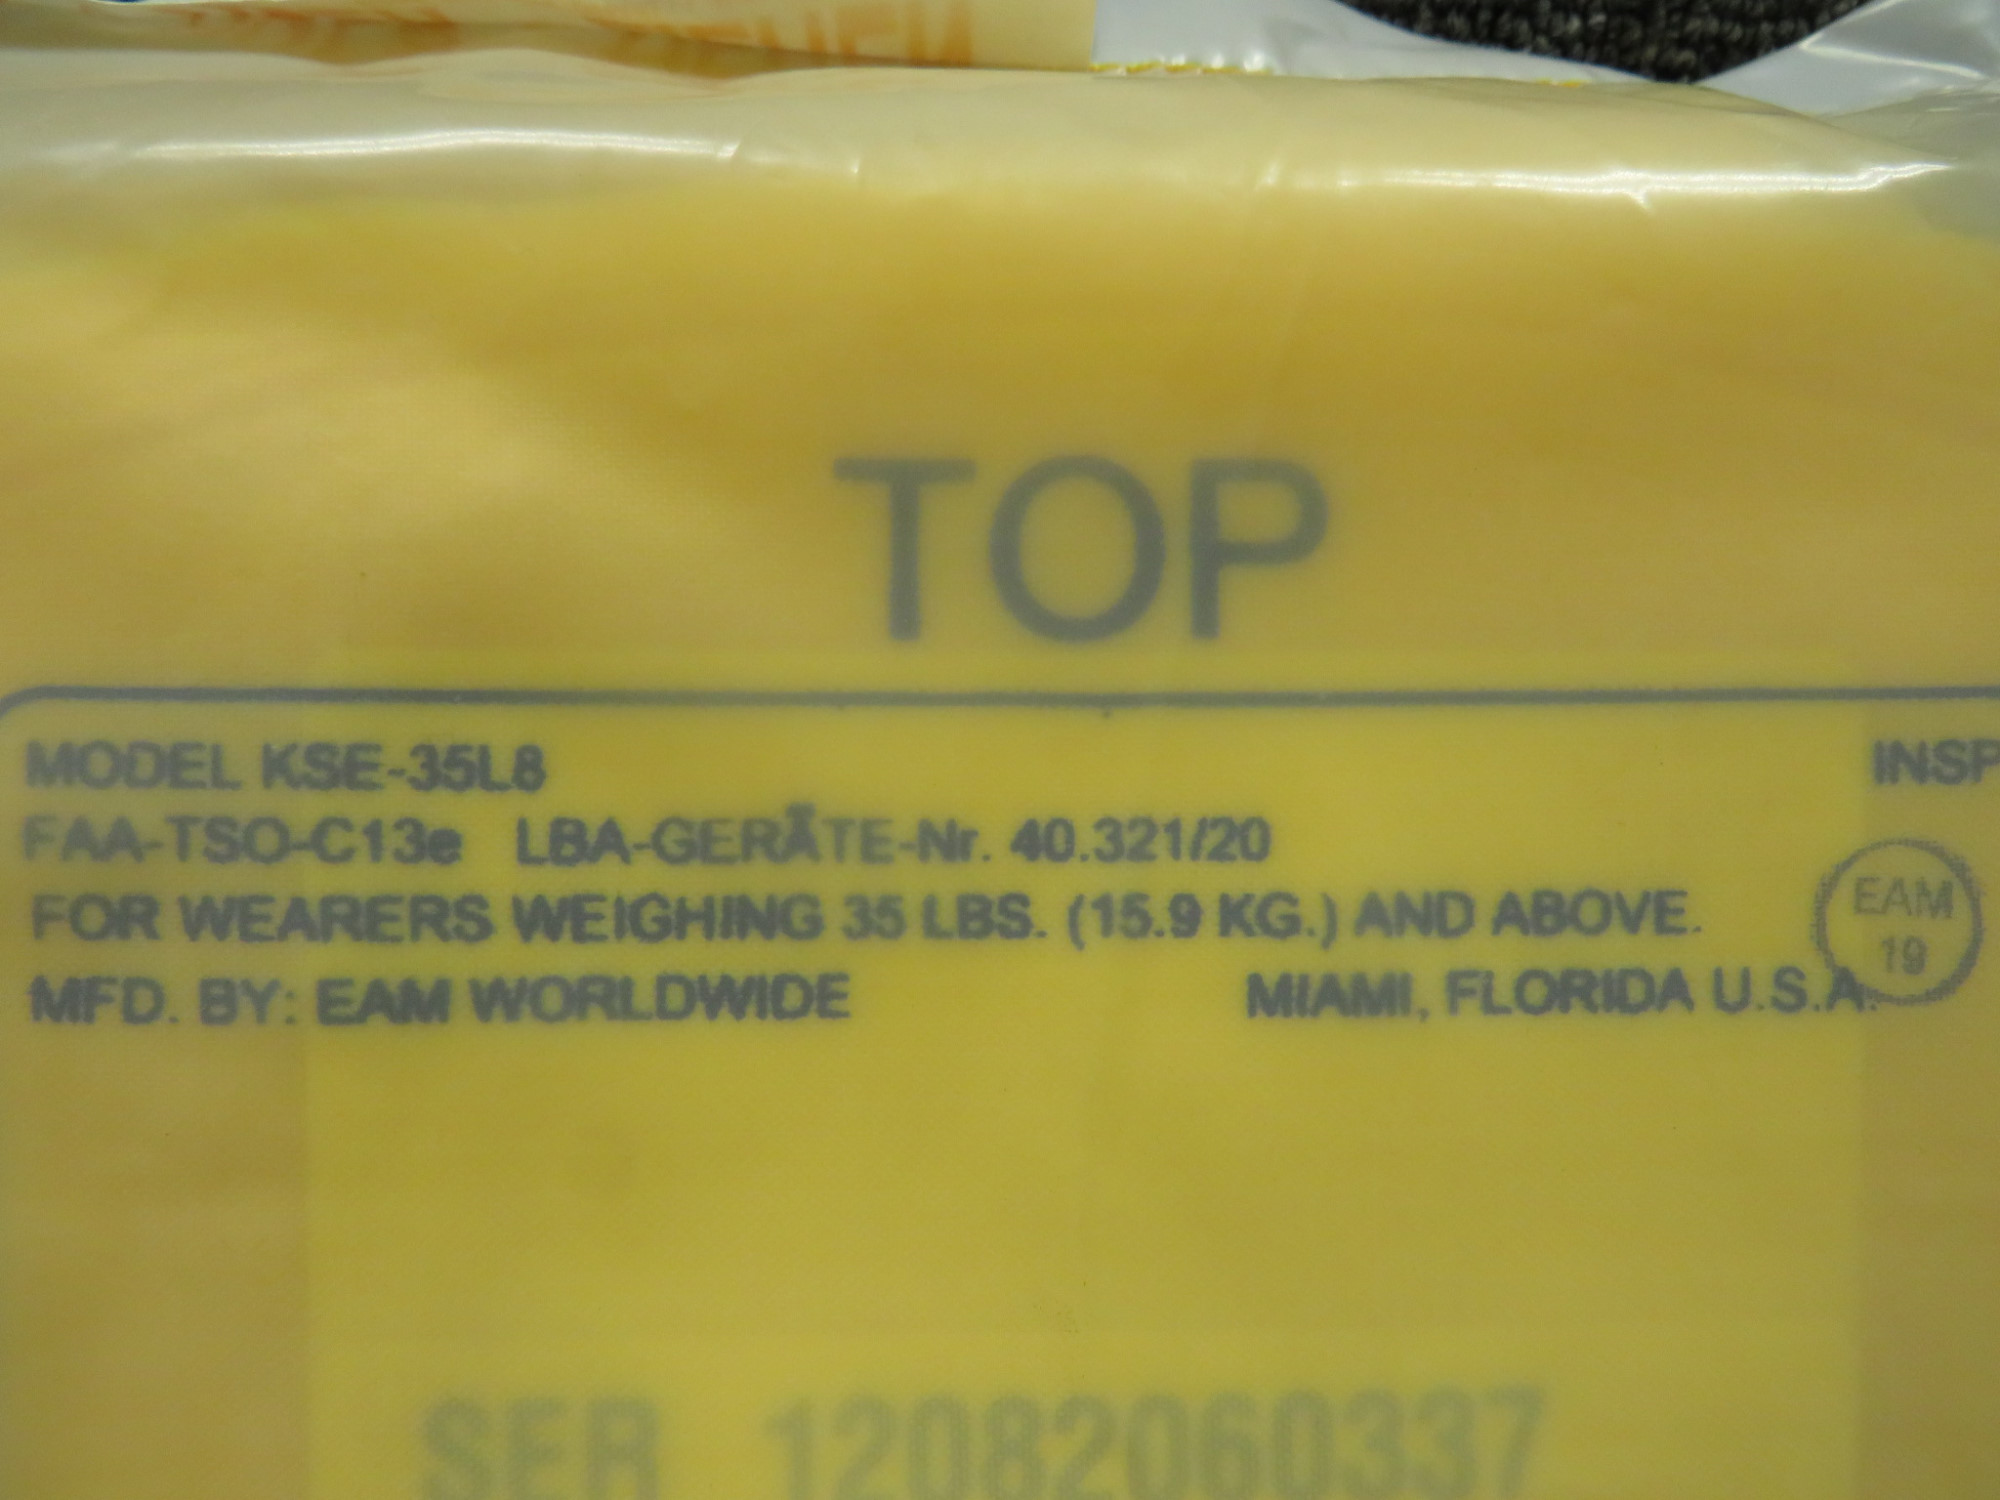 TOP
MODEL KSE-35L8
INSP
FAA-TSO-C13e LBA-GERÄTE-Nr. 40.321/20
FOR WEARERS WEIGHING 35 LBS. (15.9 KG.) AND ABOVE.
EAM
19
MFD. BY: EAM WORLDWIDE
MIAMI, FLORIDA U.S.A.
SER 12082060337